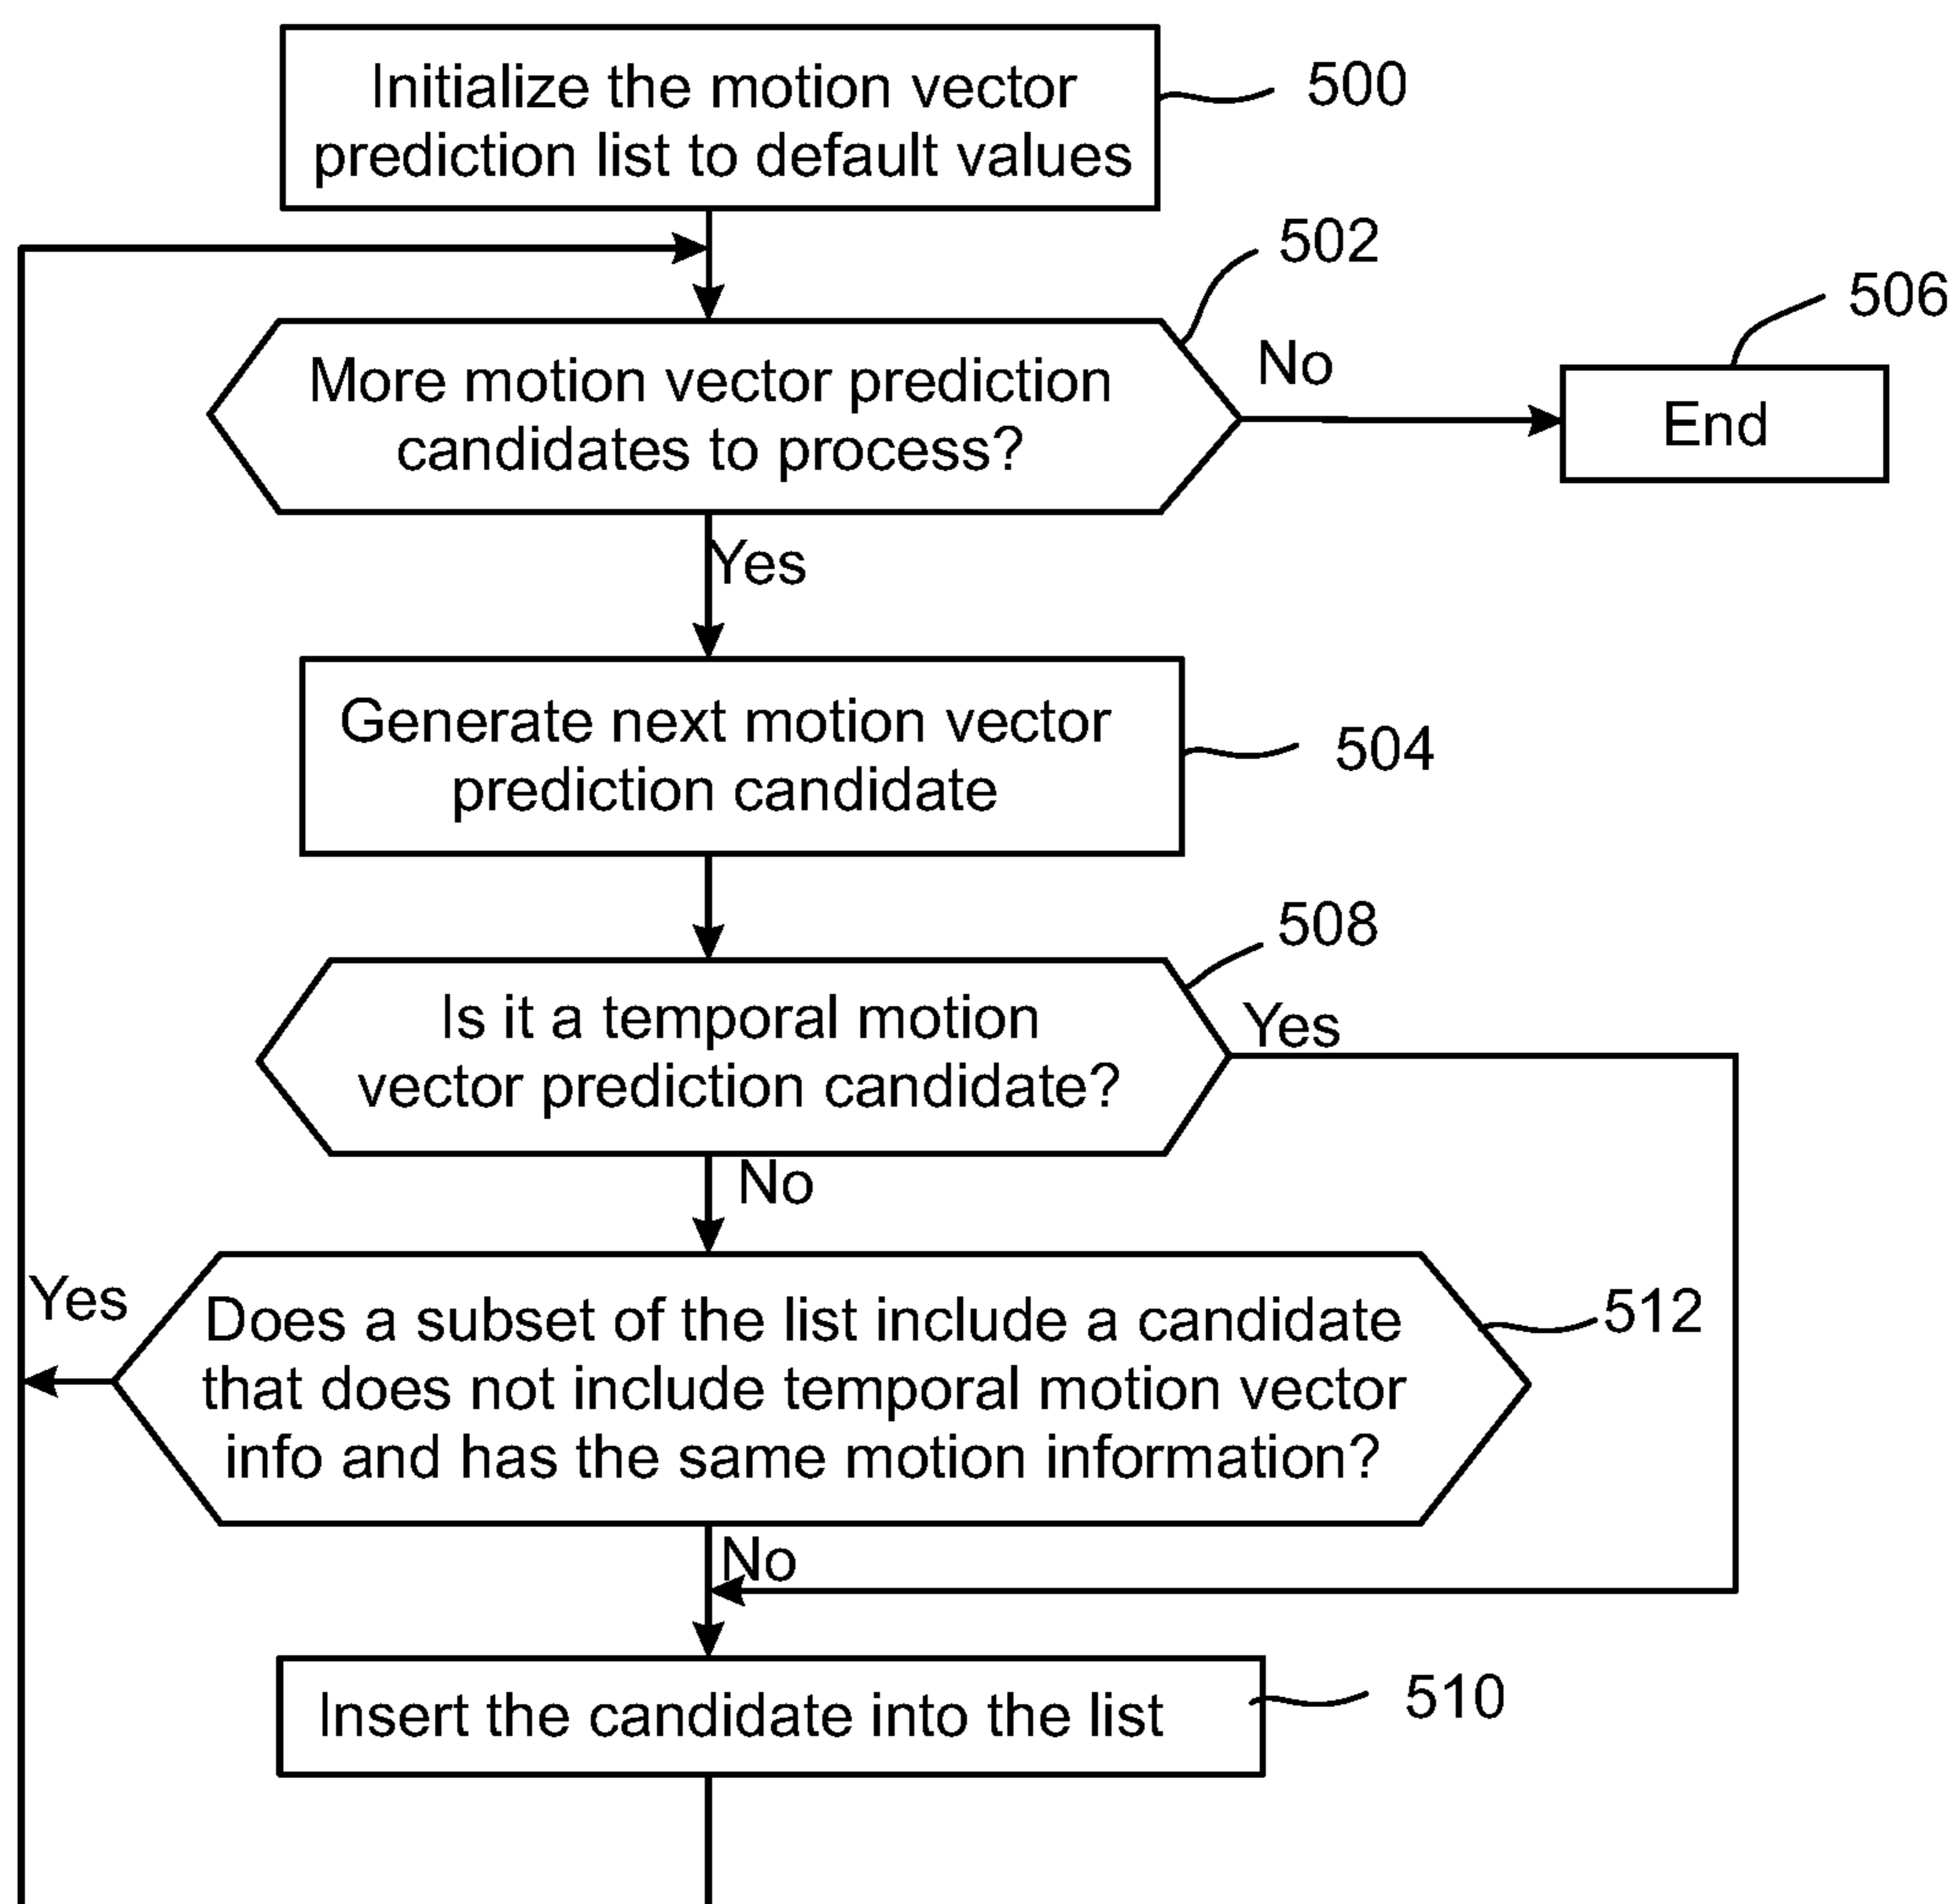 Initialize the motion vector
prediction list to default values
500
502
506
More motion vector prediction
candidates to process?
No
End
Yes
Generate next motion vector
prediction candidate
504
508
Is it a temporal motion
vector prediction candidate?
Yes
No
Yes
Does a subset of the list include a candidate
that does not include temporal motion vector
info and has the same motion information?
512
No
Insert the candidate into the list
510